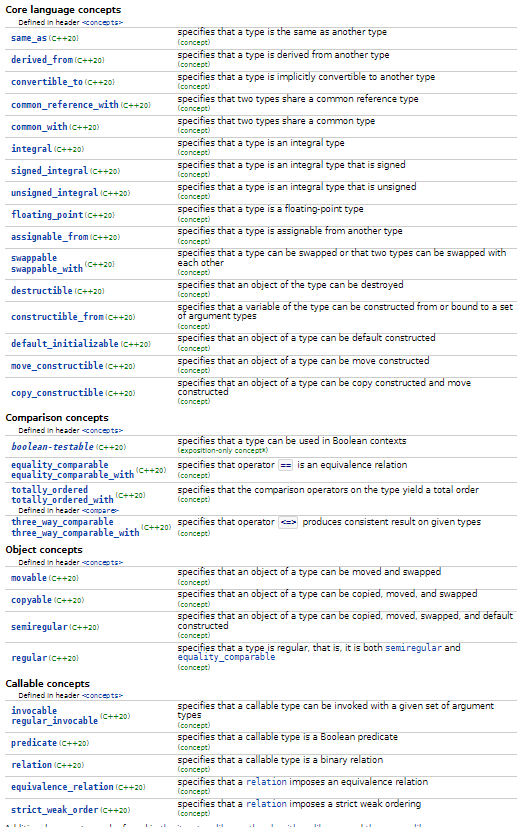 Core language concepts
Defined in header <concepts>
same_as (C++20)
specifies that a type is the same as another type
(concept)
derived_from (C++20)
specifies that a type is derived from another type
(concept)
convertible_to (C++20)
specifies that a type is implicitly convertible to another type
(concept)
common_reference_with (C++20)
specifies that two types share a common reference type
(concept)
common_with (C++20)
specifies that two types share a common type
(concept)
integral (C++20)
specifies that a type is an integral type
(concept)
signed_integral (C++20)
specifies that a type is an integral type that is signed
(concept)
unsigned_integral (C++20)
specifies that a type is an integral type that is unsigned
(concept)
floating_point (C++20)
specifies that a type is a floating-point type
(concept)
assignable_from (C++20)
specifies that a type is assignable from another type
(concept)
swappable
swappable_with (C++20)
specifies that a type can be swapped or that two types can be swapped with
each other
(concept)
destructible (C++20)
specifies that an object of the type can be destroyed
(concept)
constructible_from (C++20)
specifies that a variable of the type can be constructed from or bound to a set
of argument types
(concept)
default_initializable (C++20)
specifies that an object of a type can be default constructed
(concept)
move_constructible (C++20)
specifies that an object of a type can be move constructed
(concept)
copy_constructible (C++20)
specifies that an object of a type can be copy constructed and move
constructed
(concept)
Comparison concepts
Defined in header <concepts>
boolean-testable (C++20)
specifies that a type can be used in Boolean contexts
(exposition-only concept*)
equality_comparable
equality_comparable_with (C++20)
specifies that operator == is an equivalence relation
(concept)
totally_ordered
totally_ordered_with (C++20)
specifies that the comparison operators on the type yield a total order
(concept)
Defined in header <compare>
three_way_comparable
three_way_comparable_with (C++20)
specifies that operator <=> produces consistent result on given types
(concept)
Object concepts
Defined in header <concepts>
movable (C++20)
specifies that an object of a type can be moved and swapped
(concept)
copyable (C++20)
specifies that an object of a type can be copied, moved, and swapped
(concept)
semiregular (C++20)
specifies that an object of a type can be copied, moved, swapped, and default
constructed
(concept)
regular (C++20)
specifies that a type is regular, that is, it is both semiregular and
equality_comparable
(concept)
Callable concepts
Defined in header <concepts>
invocable
regular_invocable (C++20)
specifies that a callable type can be invoked with a given set of argument
types
(concept)
predicate (C++20)
specifies that a callable type is a Boolean predicate
(concept)
relation (C++20)
specifies that a callable type is a binary relation
(concept)
equivalence_relation (C++20)
specifies that a relation imposes an equivalence relation
(concept)
strict_weak_order (C++20)
specifies that a relation imposes a strict weak ordering
(concept)